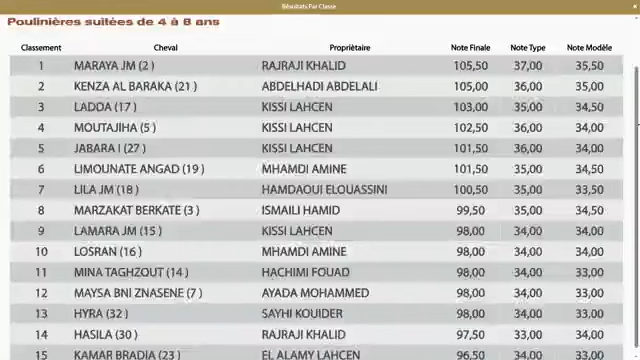 Résultats Par Classe
Poulinières suitées de 4 à 8 ans
Classement Cheval Propriétaire Note Finale Note Type Note Modèle
1 MARAYA JM (2 ) RAJRAJI KHALID 105,50 37,00 35,50
2 KENZA AL BARAKA (21 ) ABDELHADI ABDELALI 105,00 36,00 35,00
3 LADDA (17 ) KISSI LAHCEN 103,00 35,00 34,50
4 MOUTAJIHA (5 ) KISSI LAHCEN 102,50 36,00 34,00
5 JABARA I (27 ) KISSI LAHCEN 101,50 36,00 34,00
6 LIMOUNATE ANGAD (19 ) MHAMDI AMINE 101,50 35,00 34,50
7 LILA JM (18 ) HAMDAOUI ELOUASSINI 100,50 35,00 33,50
8 MARZAKAT BERKATE (3 ) ISMAILI HAMID 99,50 35,00 34,50
9 LAMARA JM (15 ) KISSI LAHCEN 98,00 34,00 34,00
10 LOSRAN (16 ) MHAMDI AMINE 98,00 34,00 34,00
11 MINA TAGHZOUT (14 ) HACHIMI FOUAD 98,00 34,00 33,00
12 MAYSA BNI ZNASENE (7 ) AYADA MOHAMMED 98,00 34,00 33,00
13 HYRA (32 ) SAYHI KOUIDER 98,00 34,00 33,00
14 HASILA (30 ) RAJRAJI KHALID 97,50 33,00 34,00
15 KAMAR BRADIA (23 ) EL ALAMY LAHCEN 96,50 34,00 33,00